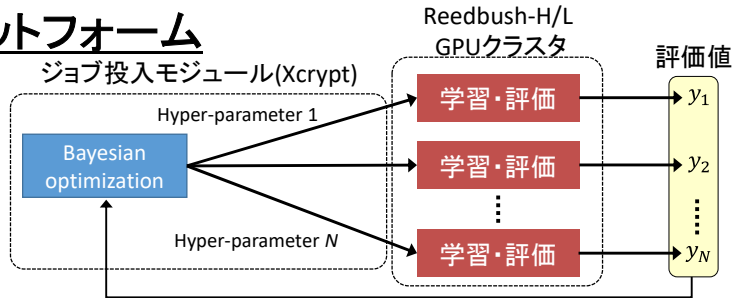 ットフォーム
ジョブ投入モジュール(Xcrypt)
Reedbush-H/L
GPUクラスタ
評価値
Hyper-parameter 1
Bayesian
optimization
Hyper-parameter N
学習・評価
学習・評価
学習・評価
y1
y2
yN